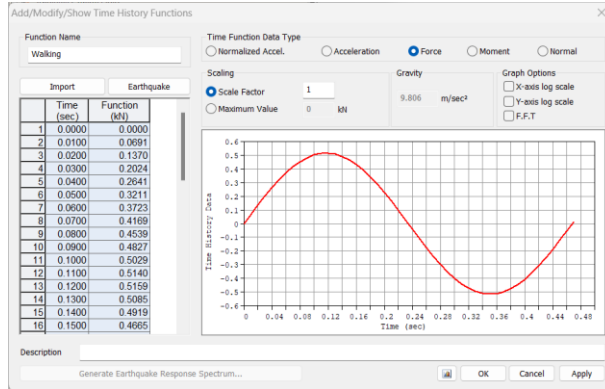 Add/Modify/Show Time History Functions
Function Name
Walking
Import Earthquake
Time Function
(sec) (kN)
1 0.0000 0.0000
2 0.0100 0.0691
3 0.0200 0.1370
4 0.0300 0.2024
5 0.0400 0.2641
6 0.0500 0.3211
7 0.0600 0.3723
8 0.0700 0.4169
9 0.0800 0.4539
10 0.0900 0.4827
11 0.1000 0.5029
12 0.1100 0.5140
13 0.1200 0.5159
14 0.1300 0.5085
15 0.1400 0.4919
16 0.1500 0.4665
Time Function Data Type
Normalized Accel. Acceleration Force Moment Normal
Scaling
Scale Factor 1
Maximum Value 0 kN
Gravity
9.806 m/sec²
Graph Options
X-axis log scale
Y-axis log scale
F.F.T
Time History Data
0.6
0.5
0.4
0.3
0.2
0.1
0
-0.1
-0.2
-0.3
-0.4
-0.5
-0.6
0 0.04 0.08 0.12 0.16 0.2 0.24 0.28 0.32 0.36 0.4 0.44 0.48
Time (sec)
Description
Generate Earthquake Response Spectrum...
OK Cancel Apply